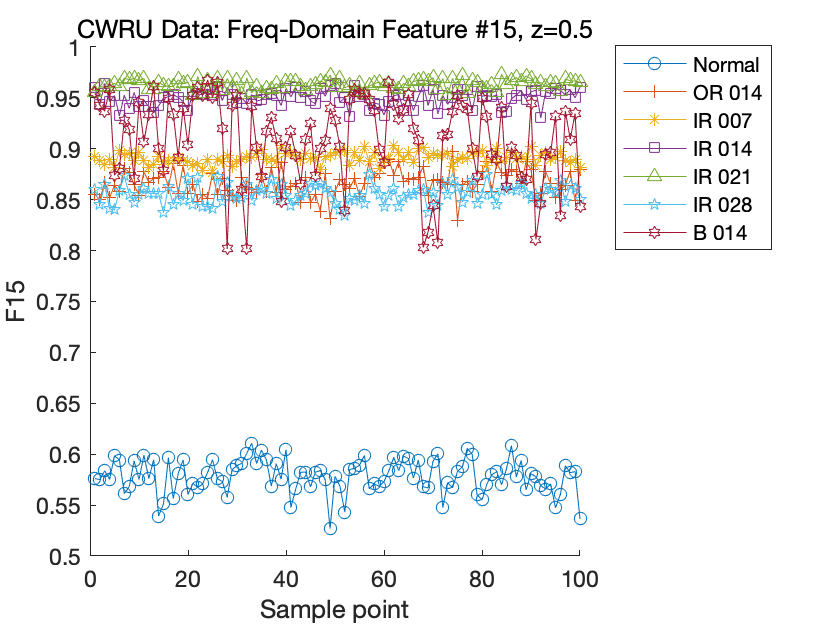 CWRU Data: Freq-Domain Feature #15, z=0.5
1
0.95
0.9
0.85
0.8
0.75
0.7
0.65
0.6
0.55
0.5
F15
0 20 40 60 80 100
Sample point
Normal
OR 014
IR 007
IR 014
IR 021
IR 028
B 014